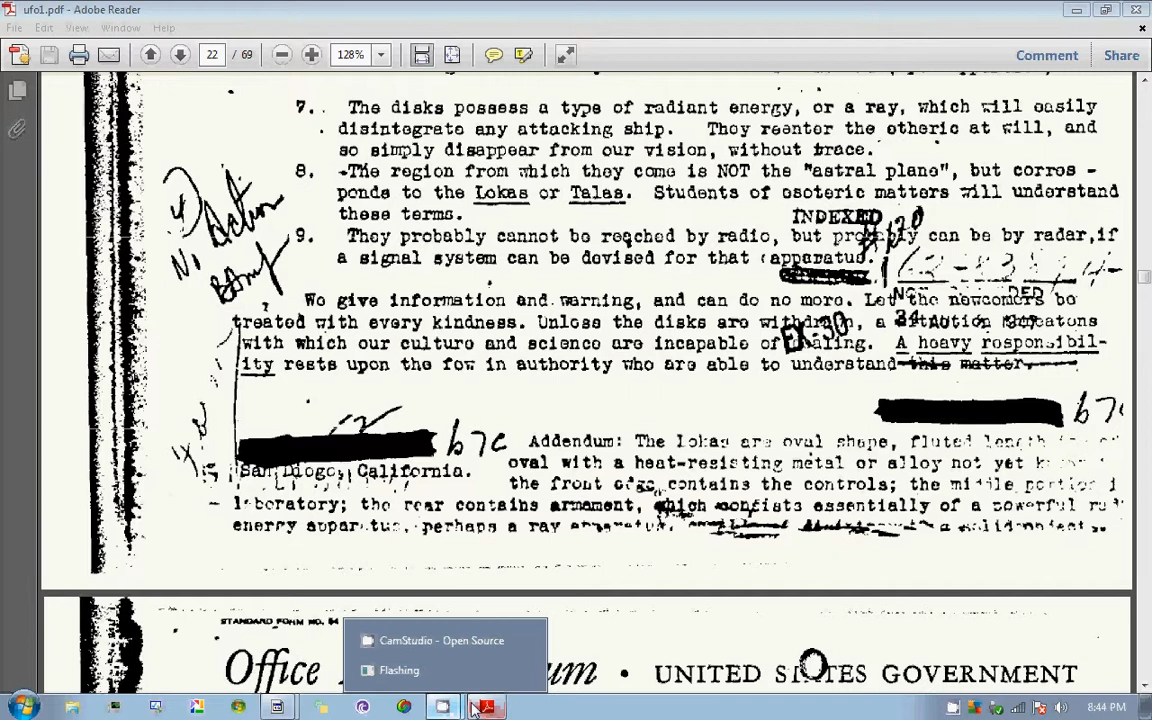 ufo1.pdf - Adobe Reader
File Edit View Window Help
22 / 69 128% Comment Share
7. The disks possess a type of radiant energy, or a ray, which will easily
disintegrate any attacking ship. They reenter the etheric at will, and
so simply disappear from our vision, without trace.
8. The region from which they come is NOT the "astral plane", but corres -
ponds to the Lokas or Talas. Students of esoteric matters will understand
these terms.
INDEXED
9. They probably cannot be reached by radio, but probably can be by radar, if
a signal system can be devised for that apparatus.
Action
We give information and warning, and can do no more. Let the newcomers be
treated with every kindness. Unless the disks are withdrawn, a
with which our culture and science are incapable of dealing. A heavy responsibil-
ity rests upon the few in authority who are able to understand this matter.
EX-30
b7c
b7c
Addendum: The Lokas are oval shape, fluted length
San Diego, California. oval with a heat-resisting metal or alloy not yet
the front cage contains the controls; the middle portion
laboratory; the rear contains armament, which consists essentially of a powerful
energy apparatus, perhaps a ray apparatus
STANDARD FORM NO. 64
Office • UNITED STATES GOVERNMENT
CamStudio - Open Source
Flashing
8:44 PM